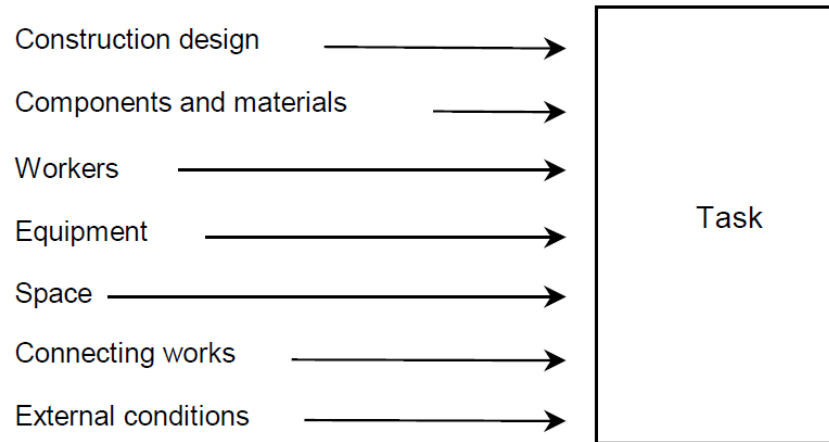 Construction design
Components and materials
Workers
Equipment
Space
Connecting works
External conditions
Task